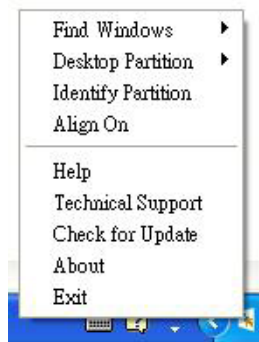 Find Windows
Desktop Partition
Identify Partition
Align On
Help
Technical Support
Check for Update
About
Exit